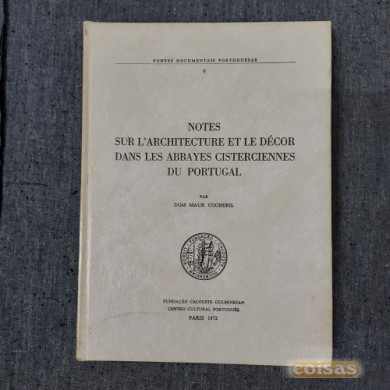 FONTES DOCUMENTAIS PORTUGUESAS
V
NOTES
SUR L'ARCHITECTURE ET LE DÉCOR
DANS LES ABBAYES CISTERCIENNES
DU PORTUGAL
PAR
DOM MAUR COCHERIL
FUNDAÇÃO CALOUSTE GULBENKIAN
CENTRO CULTURAL PORTUGUÊS
PARIS 1972
coisas